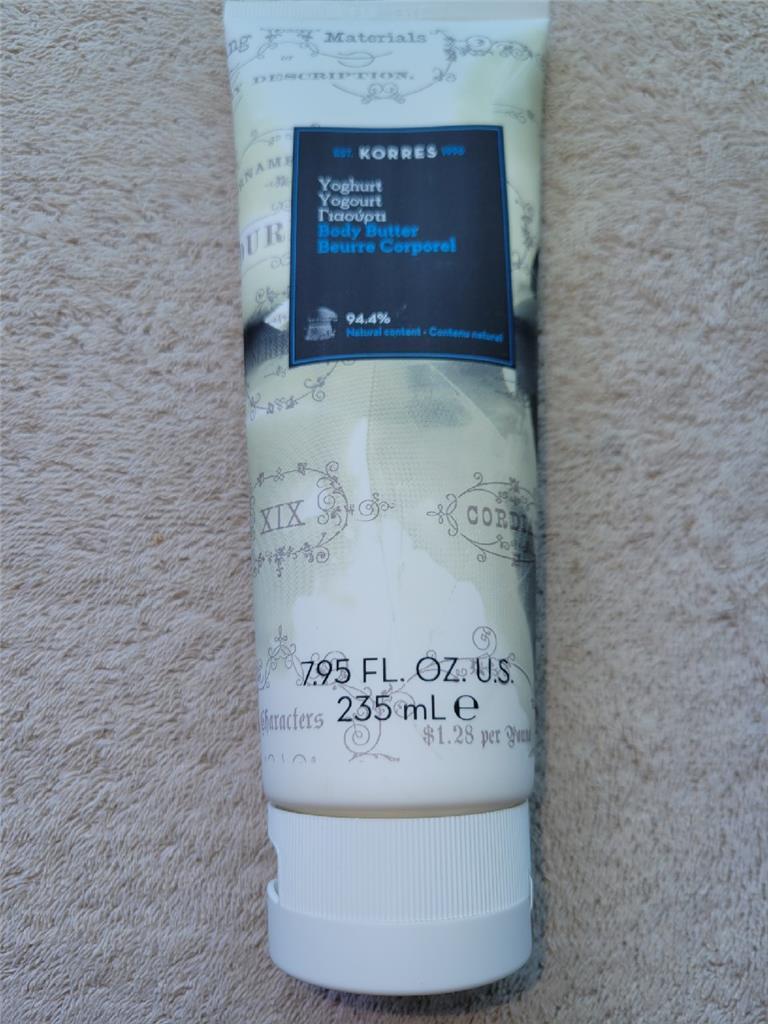 Materials
DESCRIPTION.
EST. KORRES 1996
Yoghurt
Yogourt
Γιαούρτι
Body Butter
Beurre Corporel
94.4%
Natural content • Contenu naturel
XIX
7.95 FL. OZ. U.S.
235 mL ℮
Characters
$1.28 per